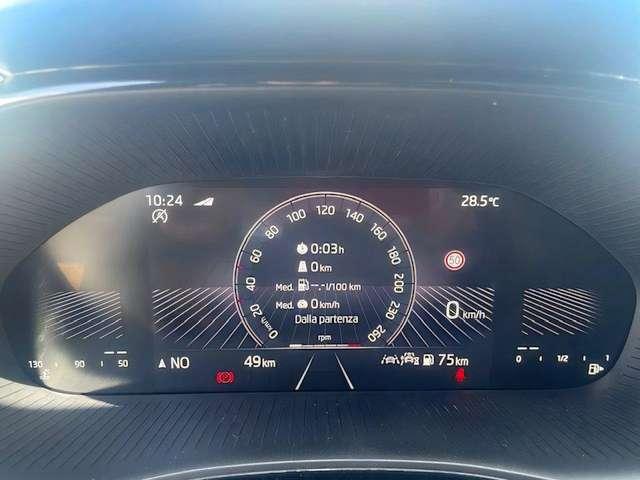 10:24
28.5°C
0 20 40 60 80 100 120 140 160 180 200 230 260
km/h
0:03 h
0 km
Med. --.- l/100 km
Med. 0 km/h
Dalla partenza
rpm
50
0 km/h
130 90 50
NO
49 km
75 km
0 1/2 1